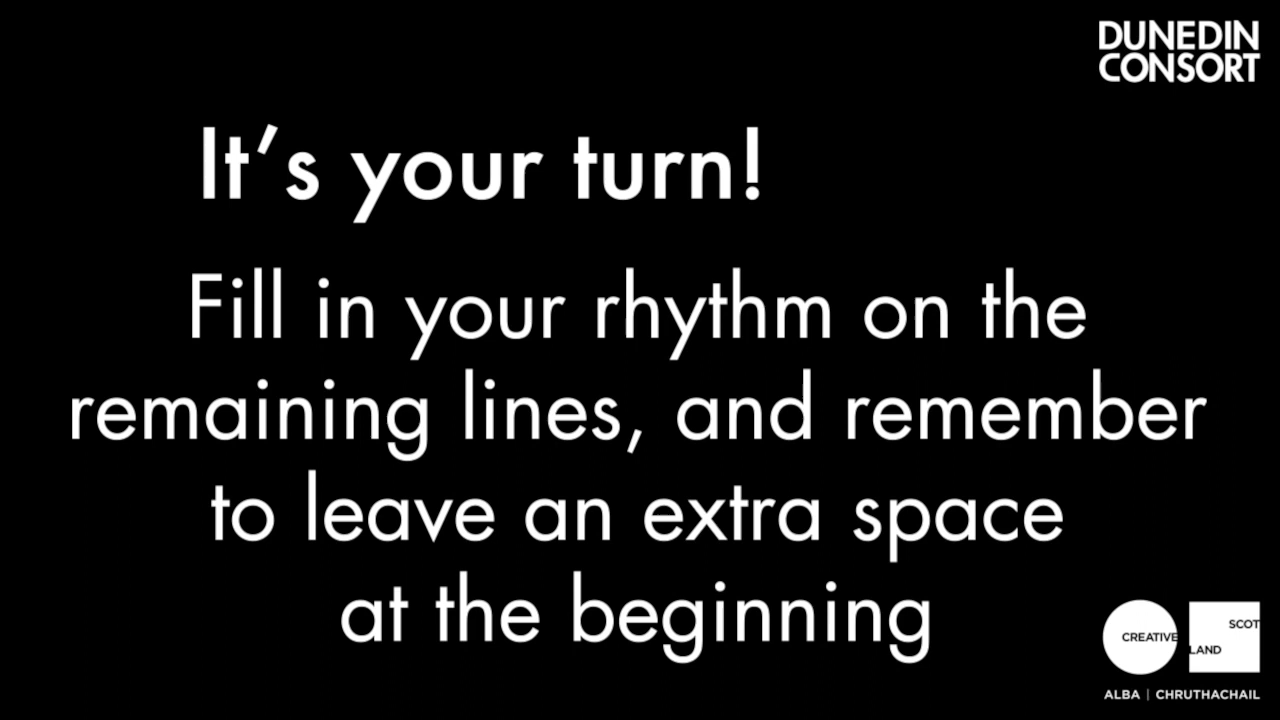 DUNEDIN
CONSORT
It’s your turn!
Fill in your rhythm on the
remaining lines, and remember
to leave an extra space
at the beginning
CREATIVE
SCOT
LAND
ALBA | CHRUTHACHAIL